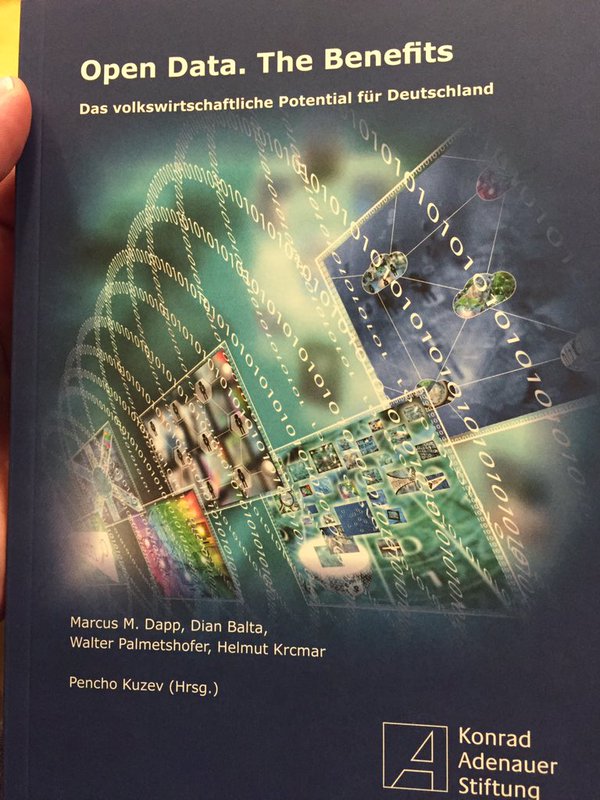 Open Data. The Benefits
Das volkswirtschaftliche Potential für Deutschland
Marcus M. Dapp, Dian Balta,
Walter Palmetshofer, Helmut Krcmar
Pencho Kuzev (Hrsg.)
Konrad
Adenauer
Stiftung